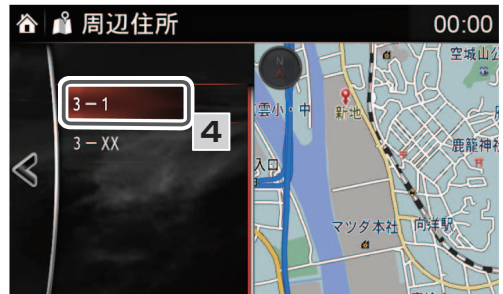 周辺住所
00:00
3－1
4
3－XX
N
空城山公
雲小・中
新地
鹿籠神社
入口
マツダ本社
向洋駅